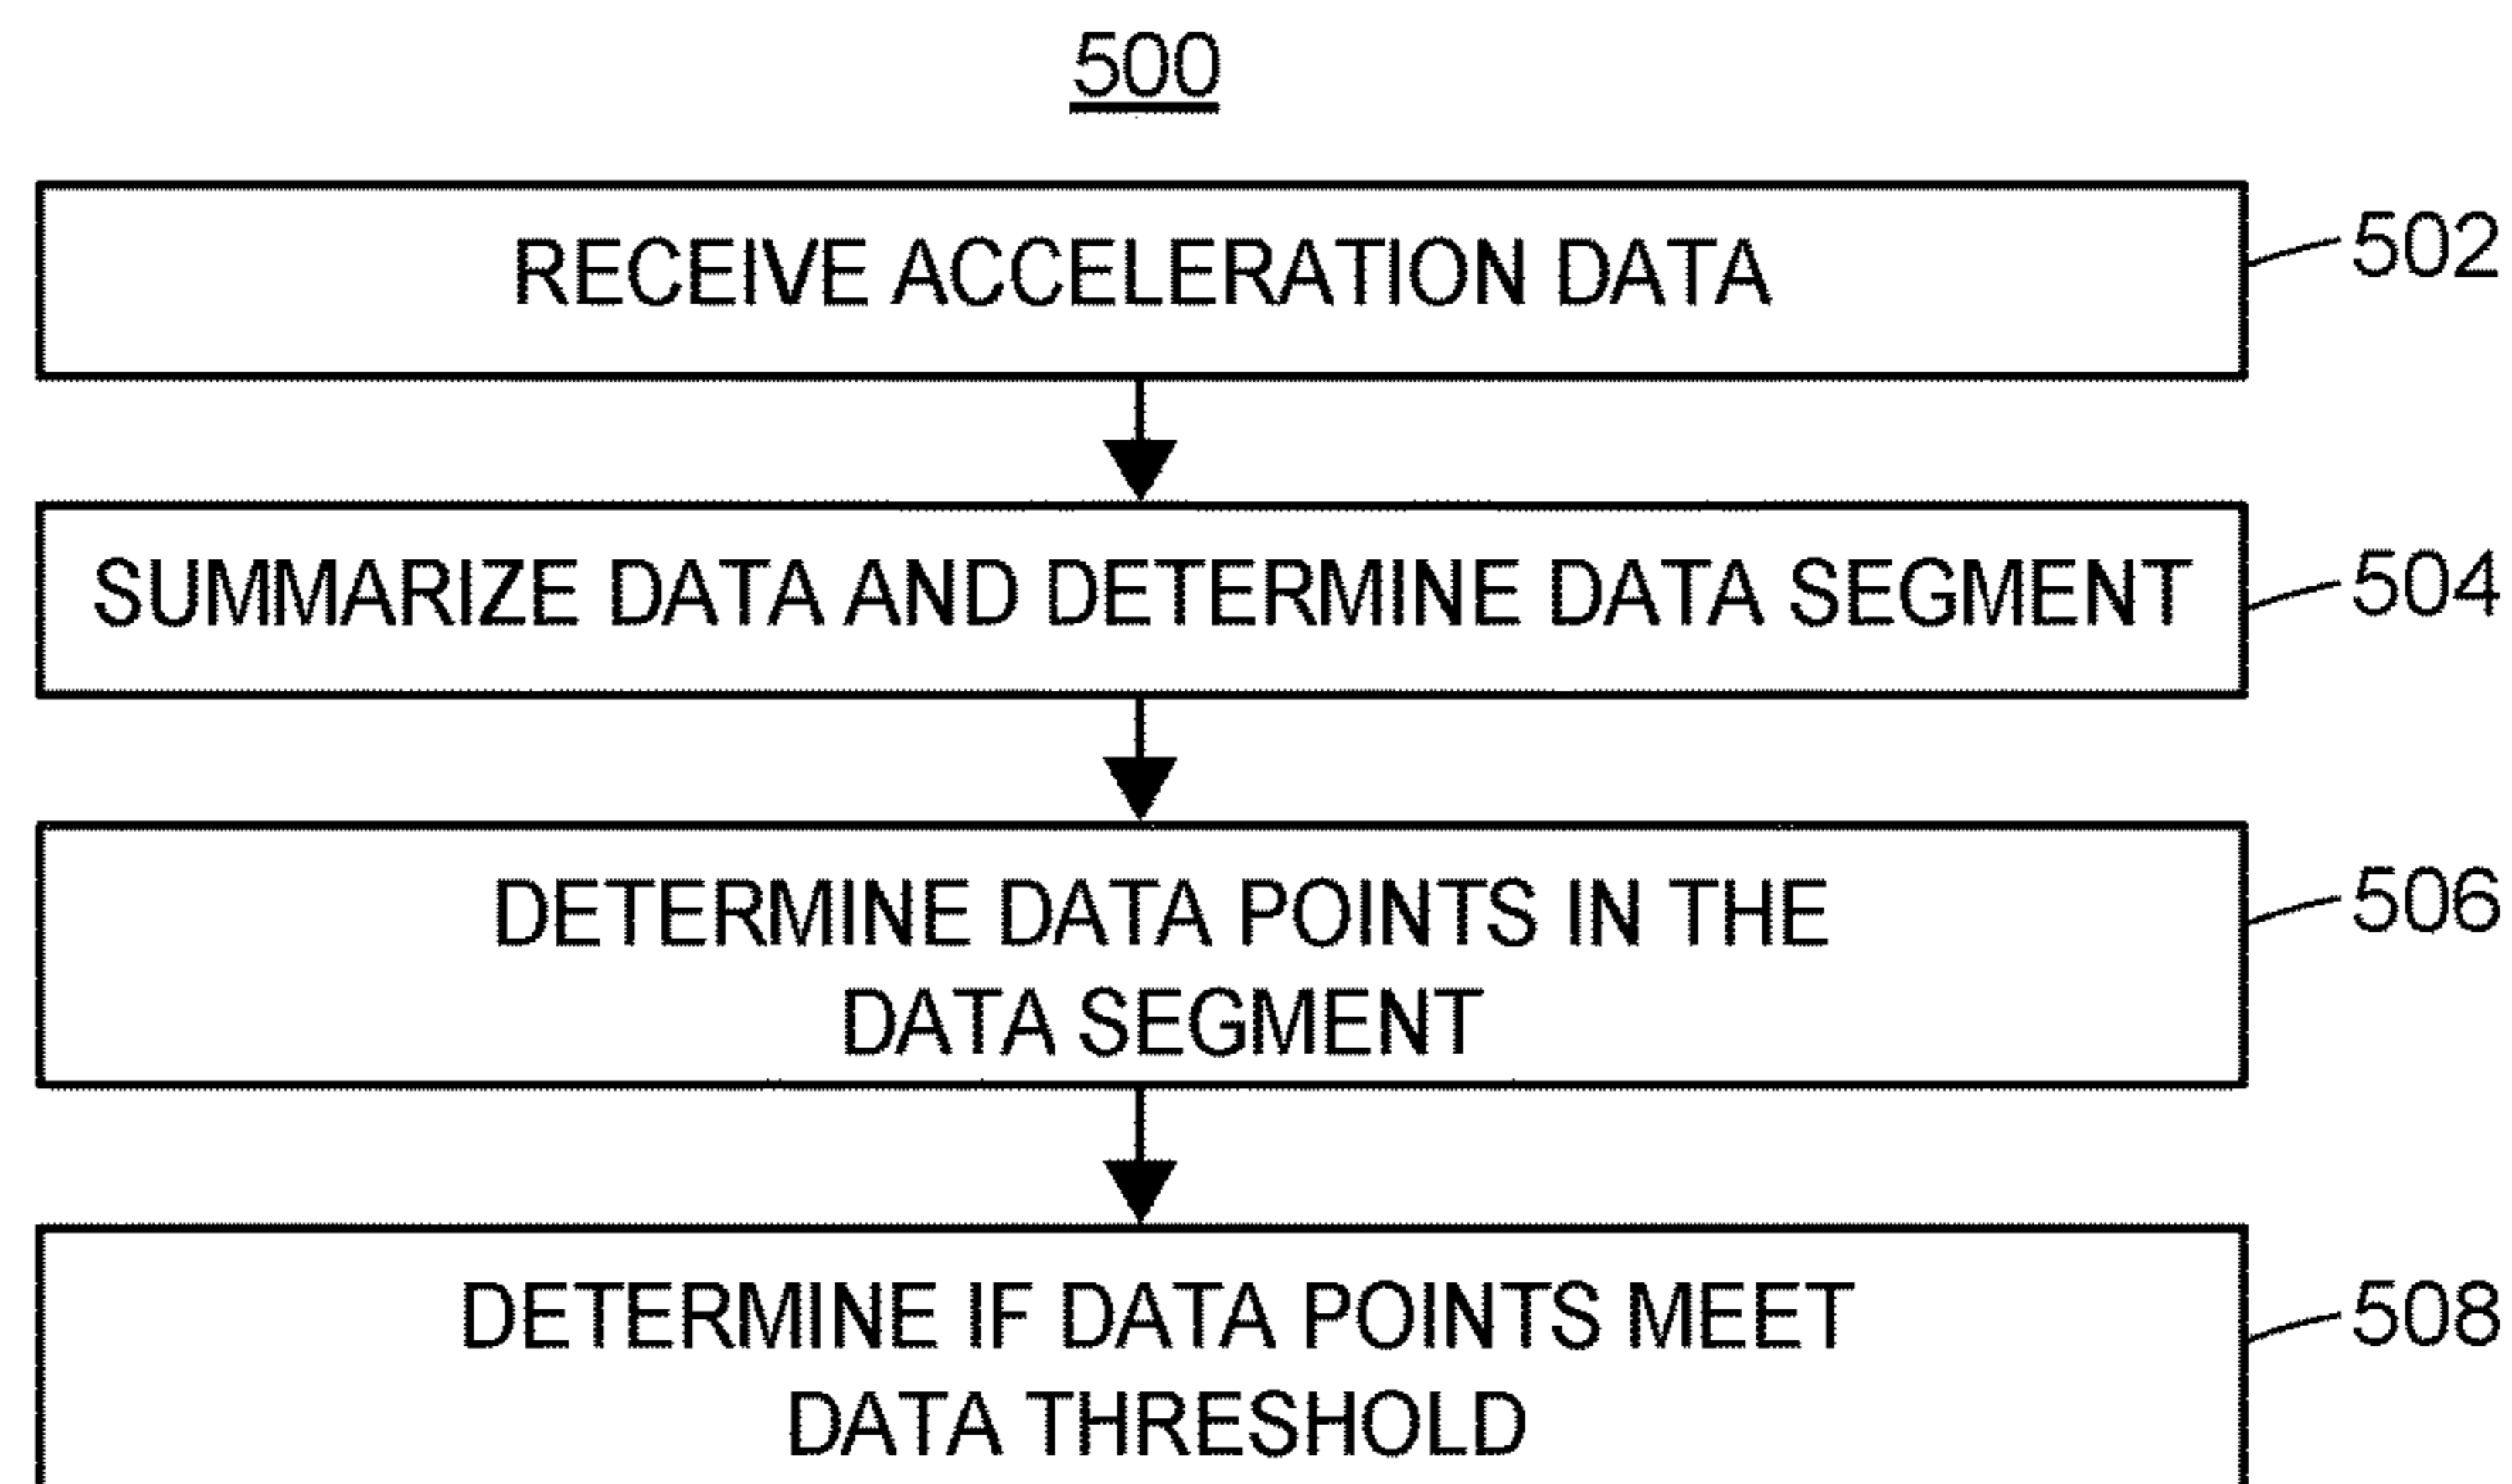 500
RECEIVE ACCELERATION DATA
502
SUMMARIZE DATA AND DETERMINE DATA SEGMENT
504
DETERMINE DATA POINTS IN THE
DATA SEGMENT
506
DETERMINE IF DATA POINTS MEET
DATA THRESHOLD
508